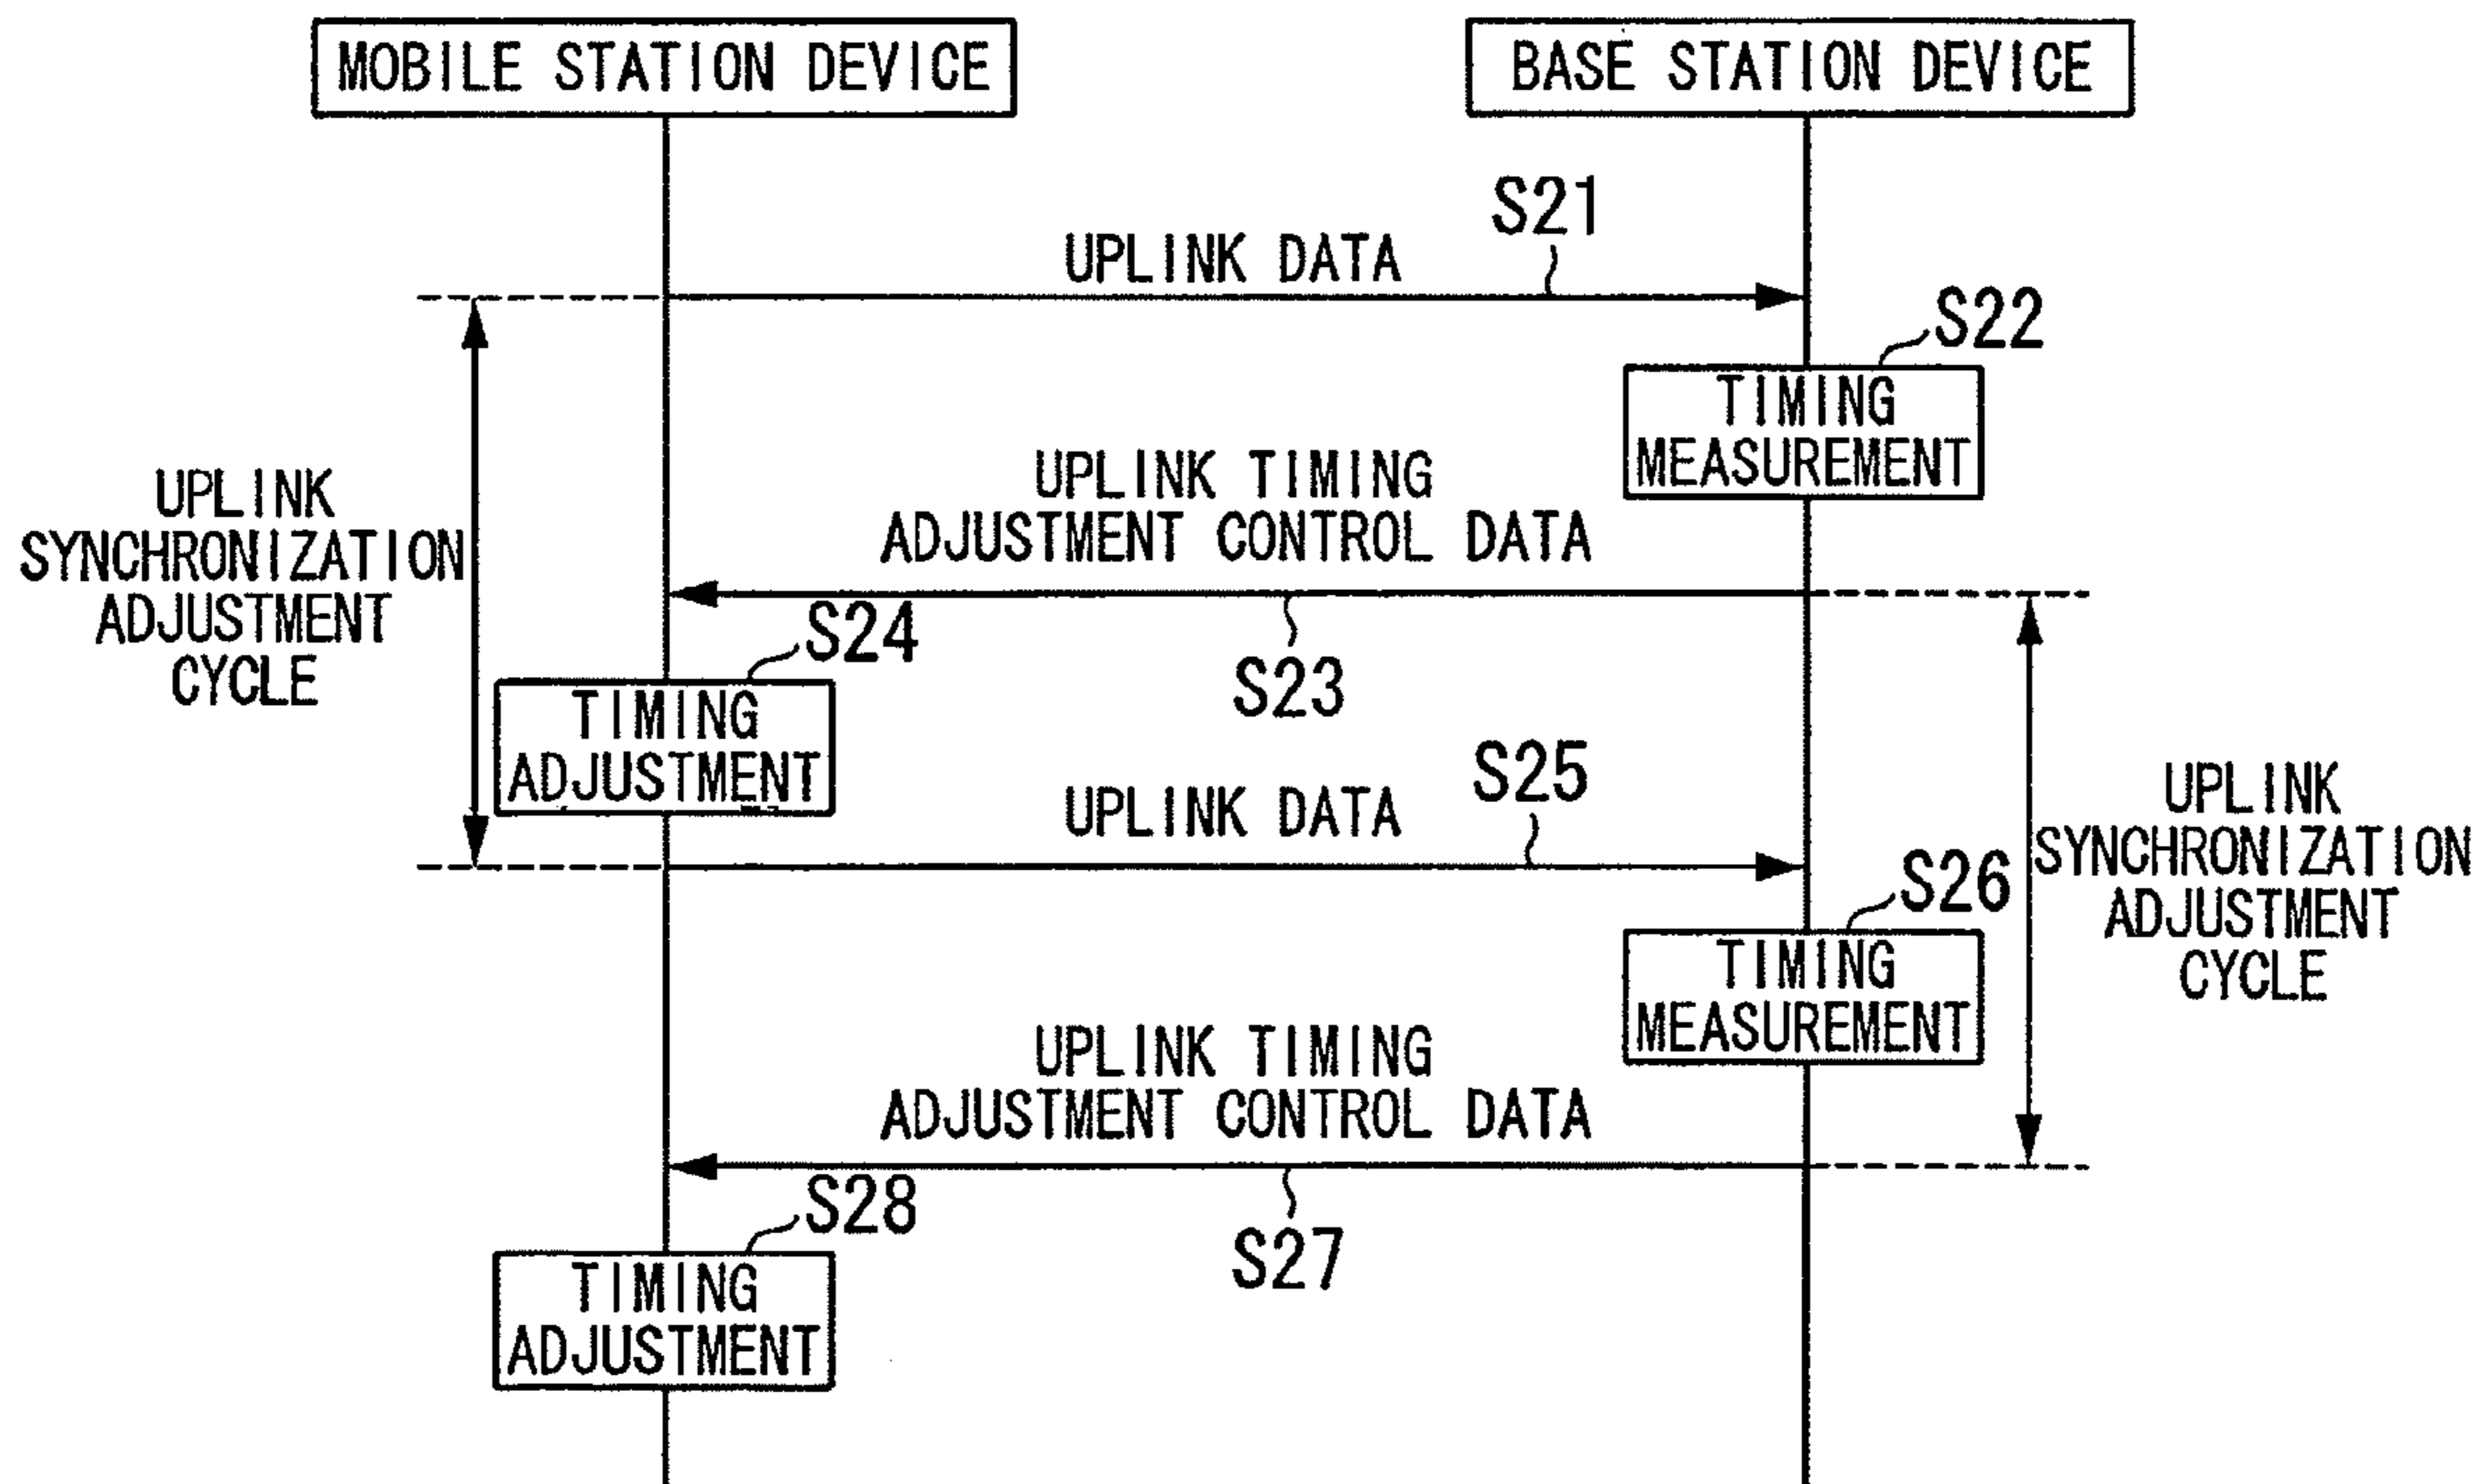 MOBILE STATION DEVICE
BASE STATION DEVICE
S21
UPLINK DATA
S22
TIMING
MEASUREMENT
UPLINK TIMING
ADJUSTMENT CONTROL DATA
UPLINK
SYNCHRONIZATION
ADJUSTMENT
CYCLE
S23
S24
TIMING
ADJUSTMENT
S25
UPLINK DATA
UPLINK
SYNCHRONIZATION
ADJUSTMENT
CYCLE
S26
TIMING
MEASUREMENT
UPLINK TIMING
ADJUSTMENT CONTROL DATA
S27
S28
TIMING
ADJUSTMENT